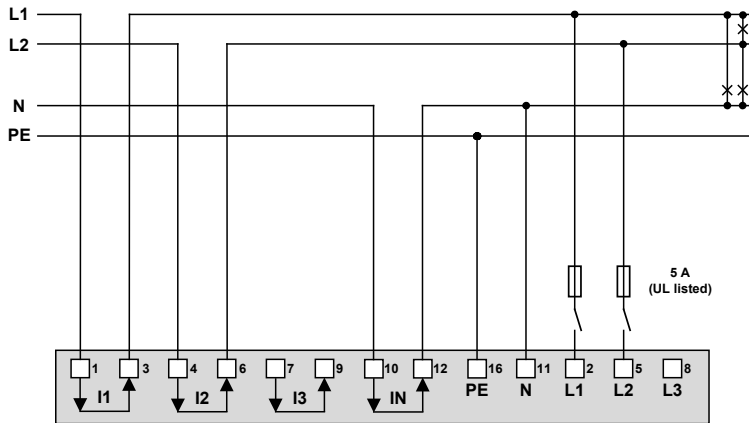 L1
L2
N
PE
5 A
(UL listed)
1 3 4 6 7 9 10 12 16 11 2 5 8
I1 I2 I3 IN PE N L1 L2 L3